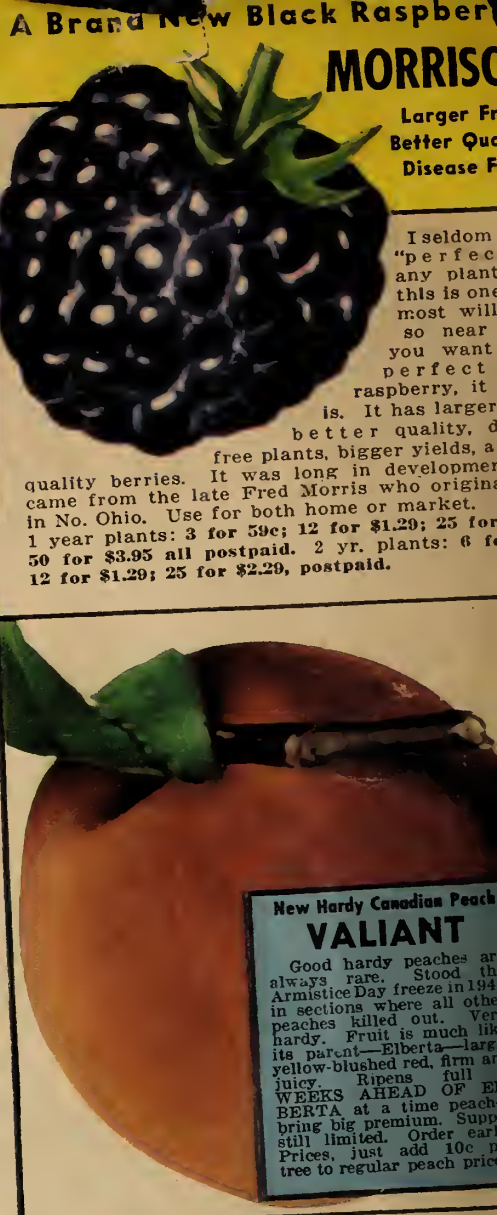 A Brand New Black Raspber
MORRISO
Larger Fr
Better Qua
Disease F
I seldom
"perfec
any plant
this is one
most will
so near
you want
perfect
raspberry, it
is. It has larger
better quality, d
free plants, bigger yields, a
quality berries. It was long in developmen
came from the late Fred Morris who origina
in No. Ohio. Use for both home or market.
1 year plants: 3 for 59c; 12 for $1.29; 25 for
50 for $3.95 all postpaid. 2 yr. plants: 6 fo
12 for $1.29; 25 for $2.29, postpaid.
New Hardy Canadian Peach
VALIANT
Good hardy peaches ar
always rare. Stood th
Armistice Day freeze in 194
in sections where all othe
peaches killed out. Ver
hardy. Fruit is much lik
its parent—Elberta—larg
yellow-blushed red, firm an
juicy. Ripens full
WEEKS AHEAD OF EL
BERTA at a time peach
bring big premium. Supp
still limited. Order earl
Prices, just add 10c p
tree to regular peach pric